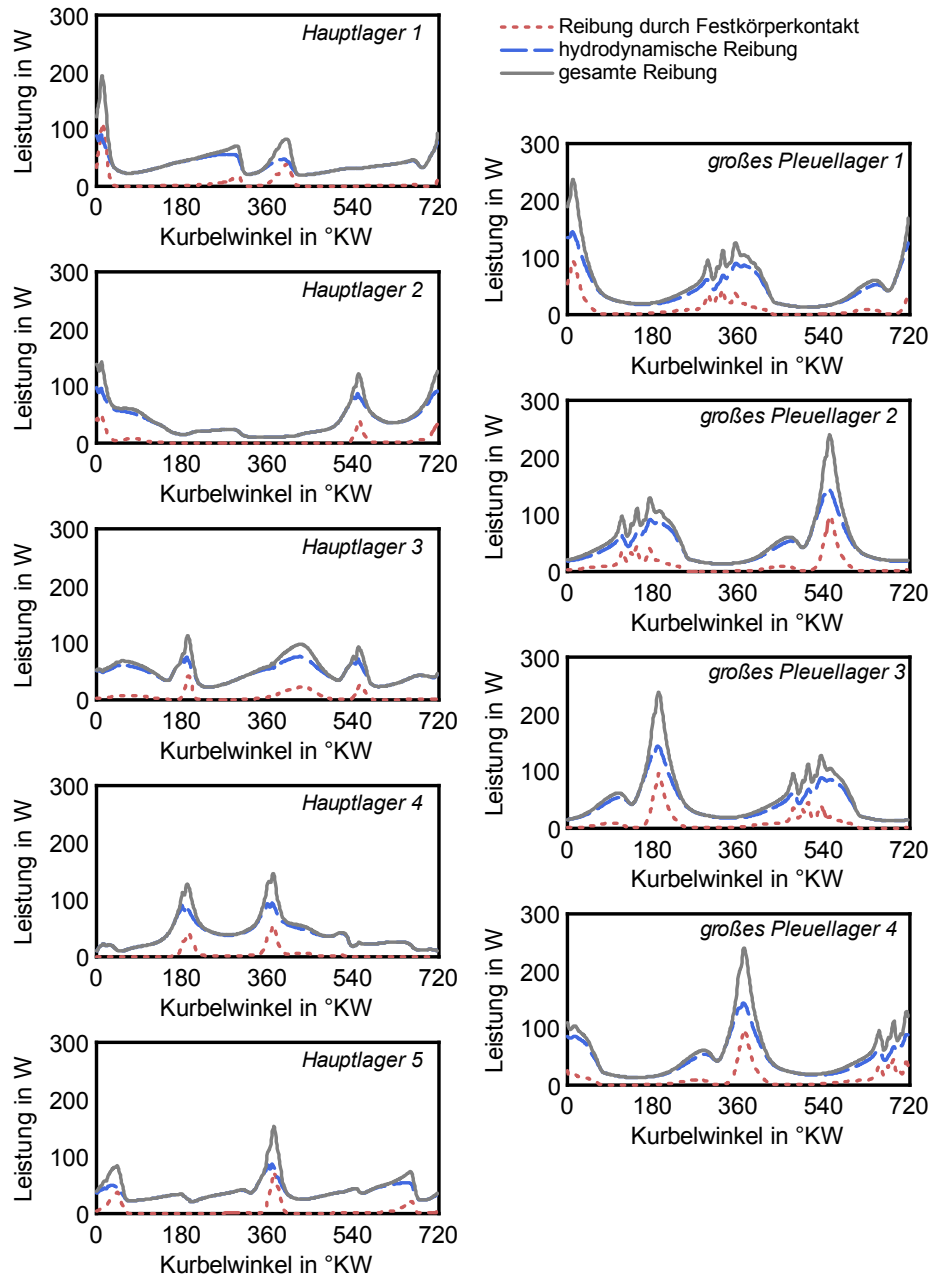 Hauptlager 1
Leistung in W
300
200
100
0
0 180 360 540 720
Kurbelwinkel in °KW
Hauptlager 2
Leistung in W
300
200
100
0
0 180 360 540 720
Kurbelwinkel in °KW
Hauptlager 3
Leistung in W
300
200
100
0
0 180 360 540 720
Kurbelwinkel in °KW
Hauptlager 4
Leistung in W
300
200
100
0
0 180 360 540 720
Kurbelwinkel in °KW
Hauptlager 5
Leistung in W
300
200
100
0
0 180 360 540 720
Kurbelwinkel in °KW
Reibung durch Festkörperkontakt
hydrodynamische Reibung
gesamte Reibung
großes Pleuellager 1
Leistung in W
300
200
100
0
0 180 360 540 720
Kurbelwinkel in °KW
großes Pleuellager 2
Leistung in W
300
200
100
0
0 180 360 540 720
Kurbelwinkel in °KW
großes Pleuellager 3
Leistung in W
300
200
100
0
0 180 360 540 720
Kurbelwinkel in °KW
großes Pleuellager 4
Leistung in W
300
200
100
0
0 180 360 540 720
Kurbelwinkel in °KW